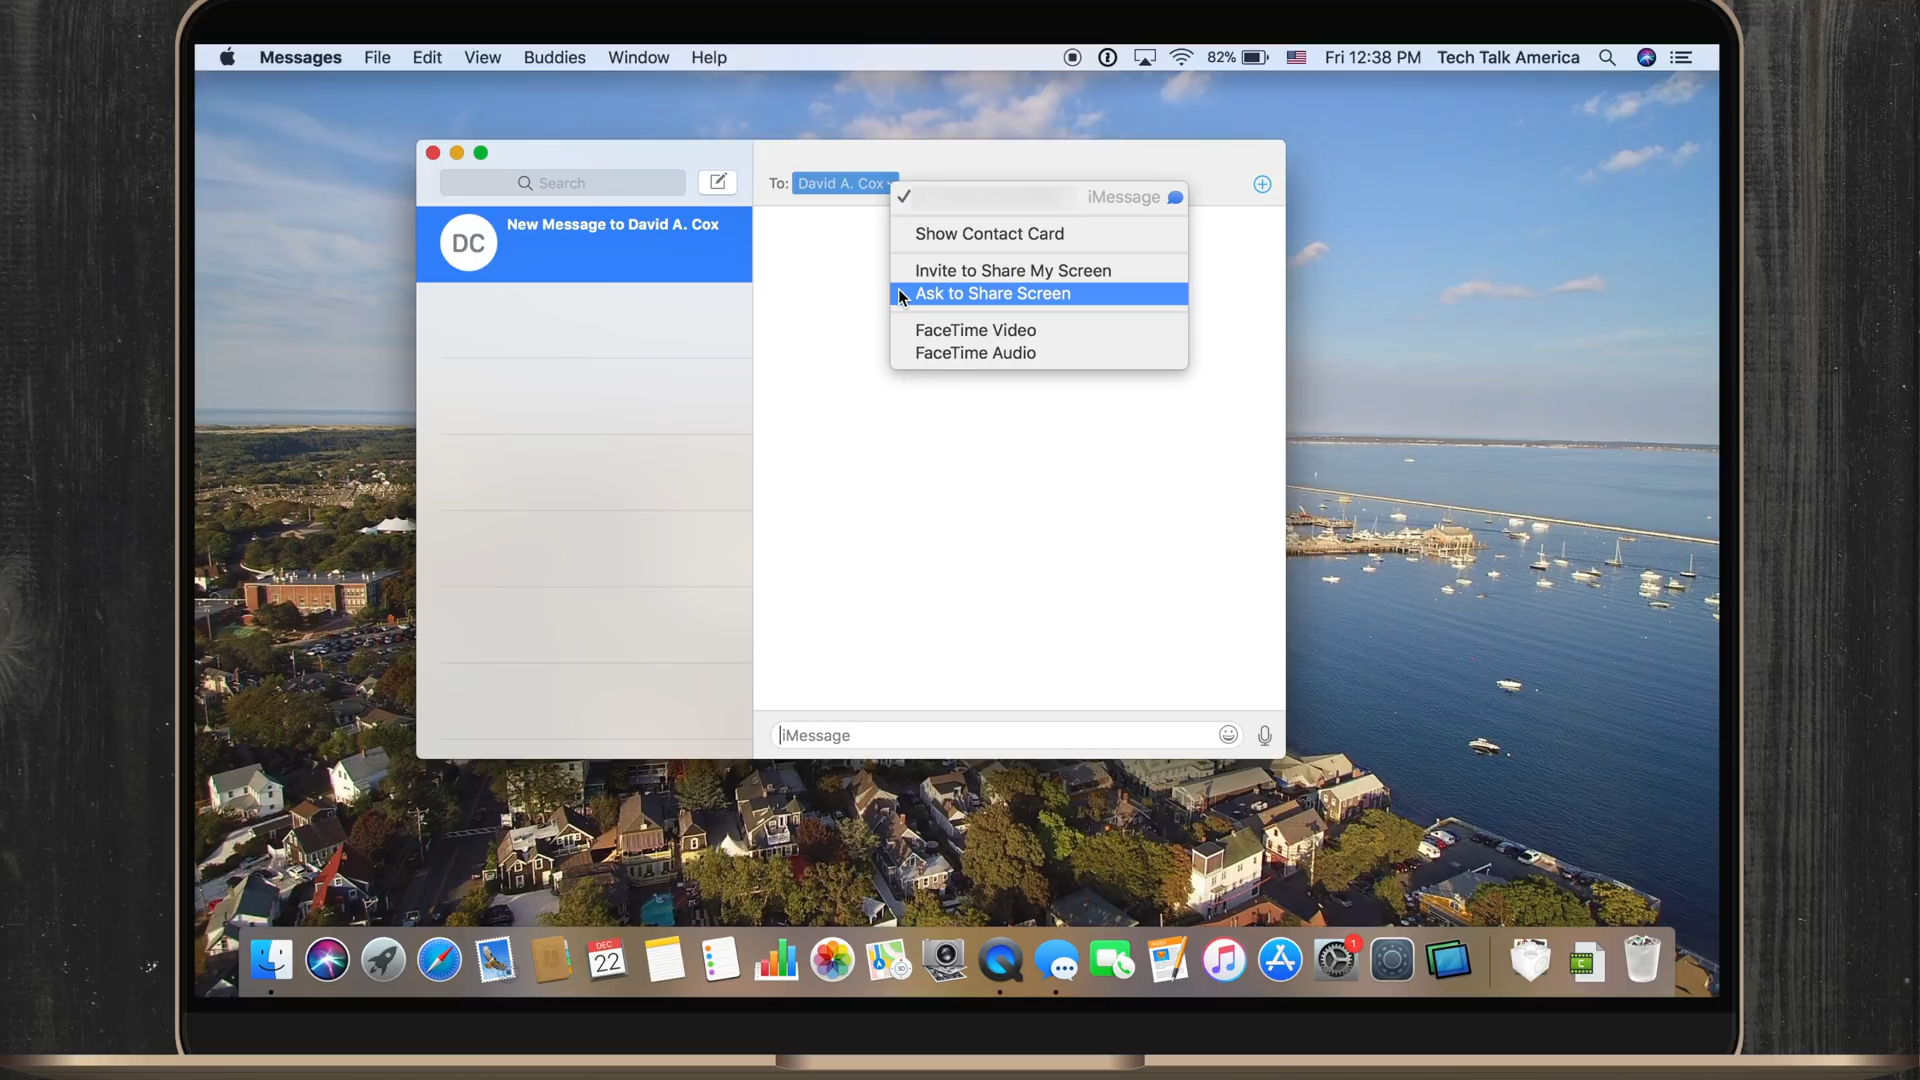 Messages File Edit View Buddies Window Help 82% Fri 12:38 PM Tech Talk America
Search
To: David A. Cox
iMessage
New Message to David A. Cox
DC
Show Contact Card
Invite to Share My Screen
Ask to Share Screen
FaceTime Video
FaceTime Audio
iMessage
DEC
22
1